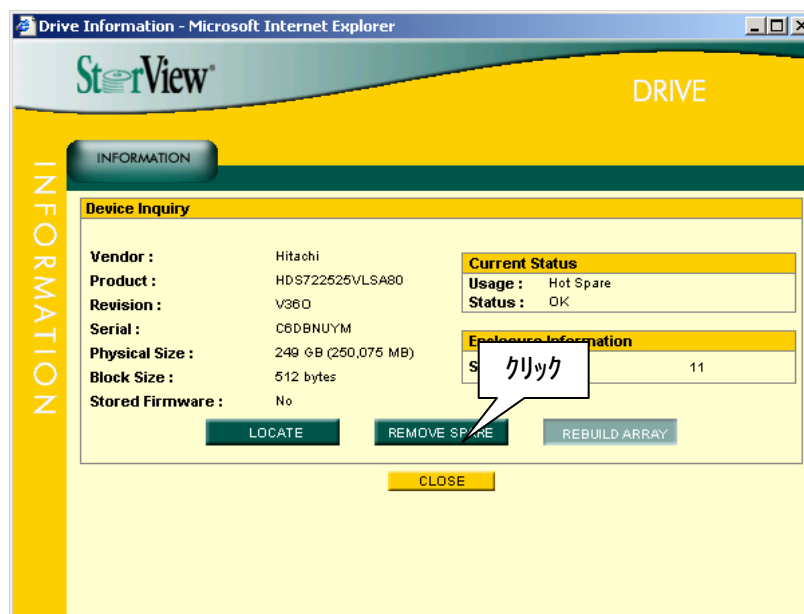 Drive Information - Microsoft Internet Explorer
StorView®
DRIVE
INFORMATION
INFORMATION
Device Inquiry
Vendor : Hitachi
Product : HDS722525VLSA80
Revision : V36O
Serial : C6DBNUYM
Physical Size : 249 GB (250,075 MB)
Block Size : 512 bytes
Stored Firmware : No
Current Status
Usage : Hot Spare
Status : OK
Enclosure Information
11
クリック
LOCATE
REMOVE SPARE
REBUILD ARRAY
CLOSE